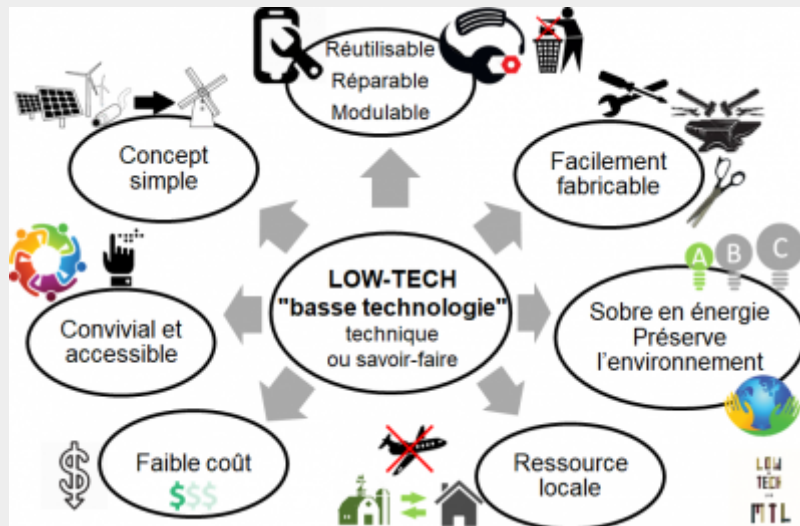 Réutilisable
Réparable
Modulable
Concept
simple
Facilement
fabricable
A B C
LOW-TECH
"basse technologie"
technique
ou savoir-faire
Convivial et
accessible
Sobre en énergie
Préserve
l'environnement
Faible coût
$$$
Ressource
locale
LOW
TECH
MTL